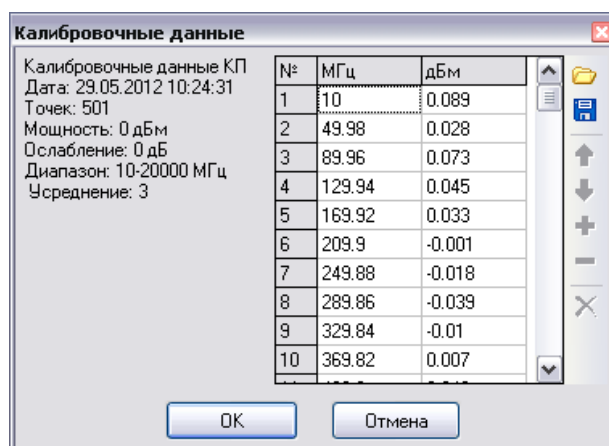 Калибровочные данные
Калибровочные данные КП
Дата: 29.05.2012 10:24:31
Точек: 501
Мощность: 0 дБм
Ослабление: 0 дБ
Диапазон: 10-20000 МГц
Усреднение: 3
№ МГц дБм
1 10 0.089
2 49.98 0.028
3 89.96 0.073
4 129.94 0.045
5 169.92 0.033
6 209.9 -0.001
7 249.88 -0.018
8 289.86 -0.039
9 329.84 -0.01
10 369.82 0.007
OK Отмена